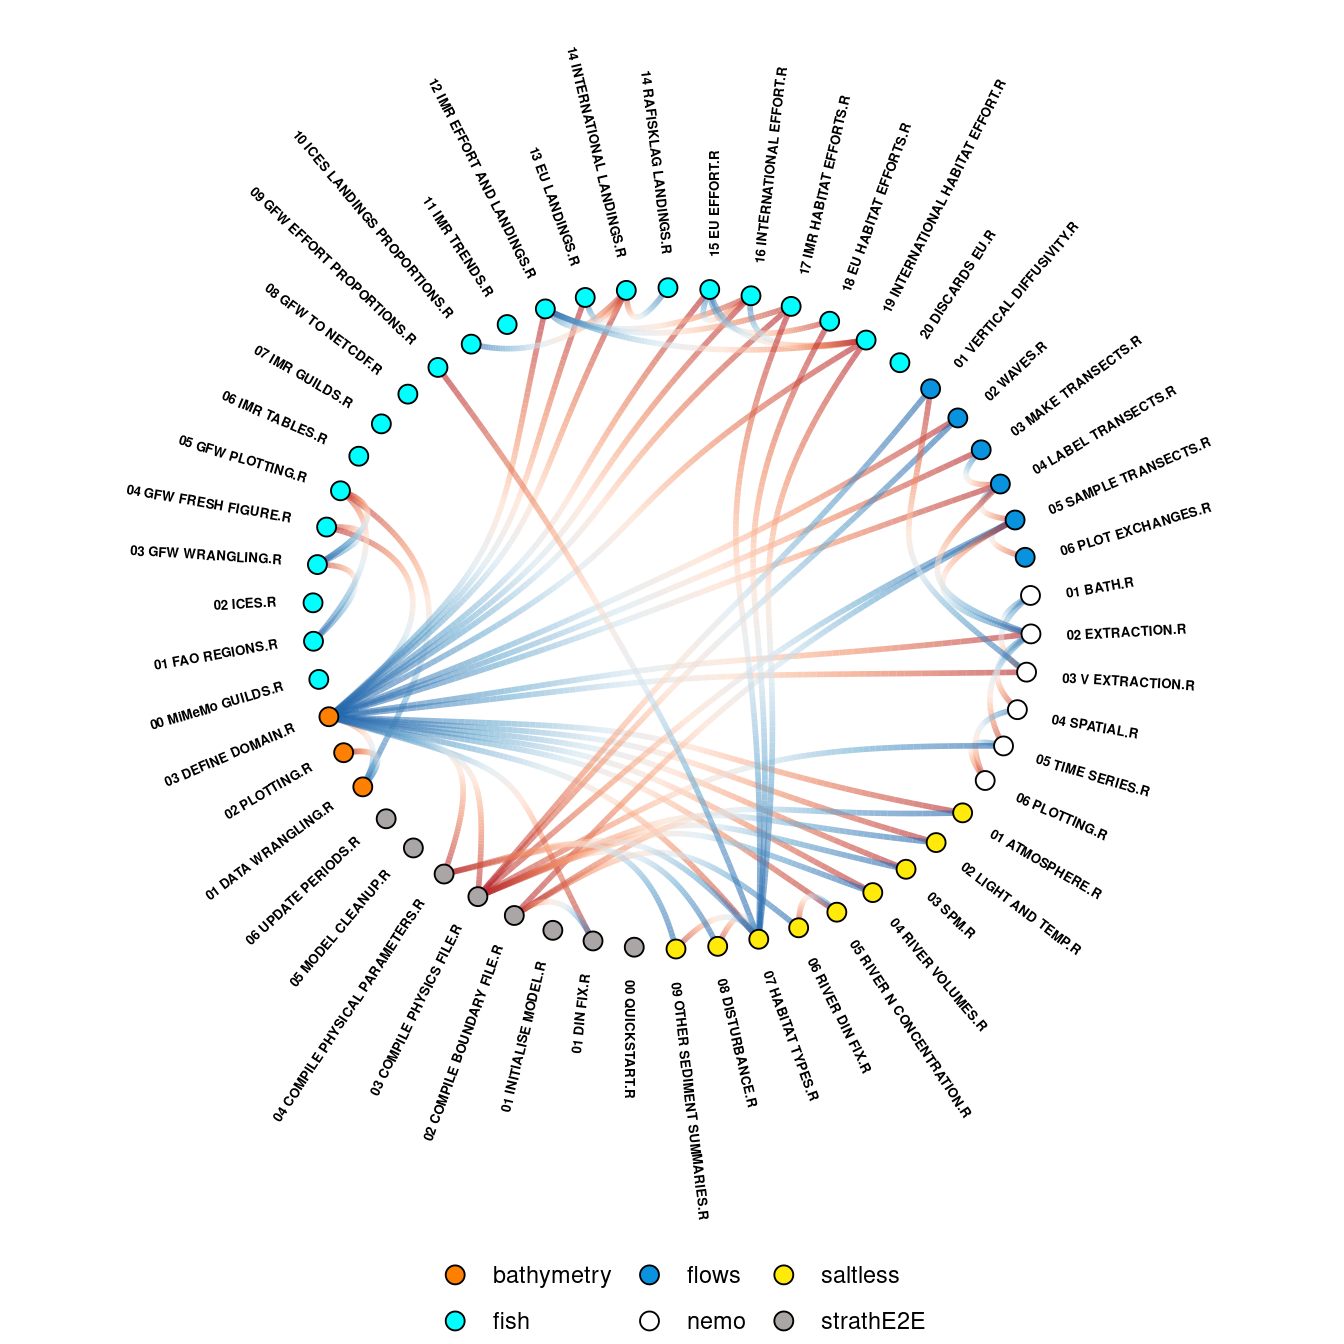 14 INTERNATIONAL LANDINGS.R
14 RAFISKLAG LANDINGS.R
15 EU EFFORT.R
16 INTERNATIONAL EFFORT.R
17 IMR HABITAT EFFORTS.R
18 EU HABITAT EFFORTS.R
19 INTERNATIONAL HABITAT EFFORT.R
20 DISCARDS EU.R
01 VERTICAL DIFFUSIVITY.R
02 WAVES.R
03 MAKE TRANSECTS.R
04 LABEL TRANSECTS.R
05 SAMPLE TRANSECTS.R
06 PLOT EXCHANGES.R
01 BATH.R
02 EXTRACTION.R
03 V EXTRACTION.R
04 SPATIAL.R
05 TIME SERIES.R
06 PLOTTING.R
01 ATMOSPHERE.R
02 LIGHT AND TEMP.R
03 SPM.R
04 RIVER VOLUMES.R
05 RIVER N CONCENTRATION.R
06 RIVER DIN FIX.R
07 HABITAT TYPES.R
08 DISTURBANCE.R
09 OTHER SEDIMENT SUMMARIES.R
00 QUICKSTART.R
01 DIN FIX.R
01 INITIALISE MODEL.R
02 COMPILE BOUNDARY FILE.R
03 COMPILE PHYSICS FILE.R
04 COMPILE PHYSICAL PARAMETERS.R
05 MODEL CLEANUP.R
06 UPDATE PERIODS.R
01 DATA WRANGLING.R
02 PLOTTING.R
03 DEFINE DOMAIN.R
00 MiMeMo GUILDS.R
01 FAO REGIONS.R
02 ICES.R
03 GFW WRANGLING.R
04 GFW FRESH FIGURE.R
05 GFW PLOTTING.R
06 IMR TABLES.R
07 IMR GUILDS.R
08 GFW TO NETCDF.R
09 GFW EFFORT PROPORTIONS.R
10 ICES LANDINGS PROPORTIONS.R
11 IMR TRENDS.R
12 IMR EFFORT AND LANDINGS.R
13 EU LANDINGS.R
bathymetry
flows
saltless
fish
nemo
strathE2E